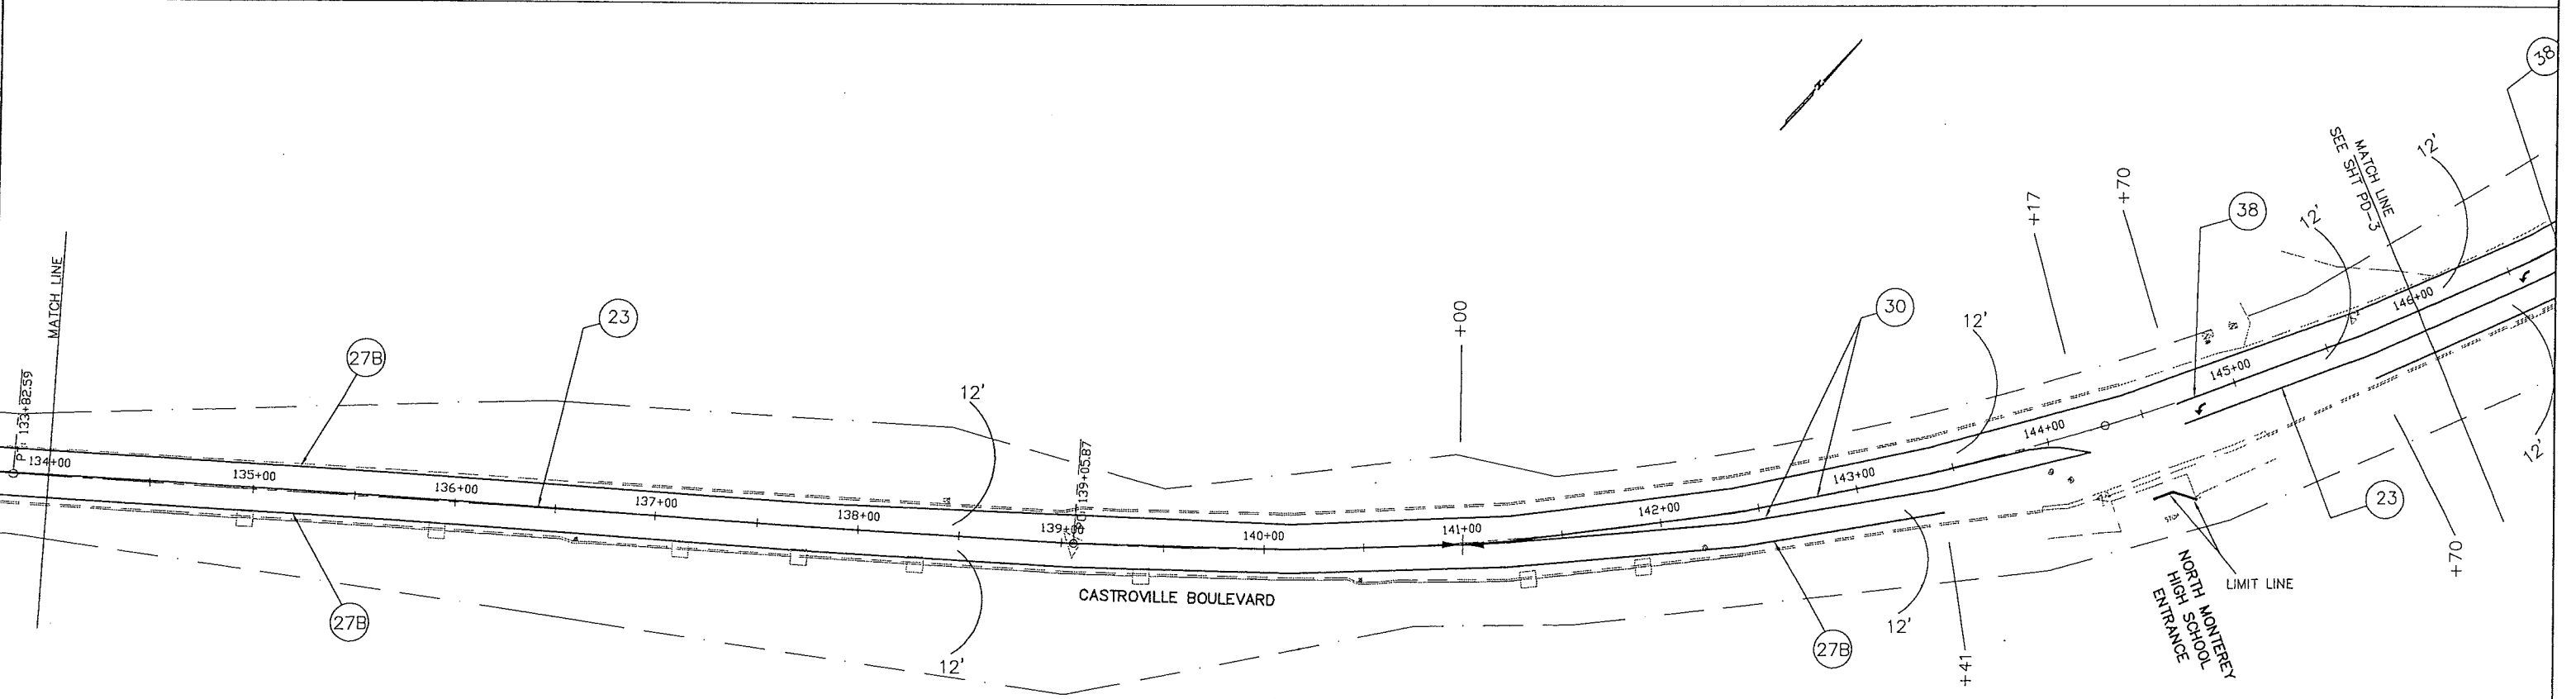 38
MATCH LINE
SEE SHT PD-3
12'
+70
+17
38
12'
MATCH LINE
146+00
30
+00
23
12'
27B
145+00
133+82.59
12'
144+00
12'
134+00
135+00
143+00
136+00
139+05.87
137+00
142+00
23
138+00
139+00
141+00
140+00
STOP
+70
LIMIT LINE
CASTROVILLE BOULEVARD
NORTH MONTEREY
HIGH SCHOOL
ENTRANCE
27B
12'
27B
12'
+41